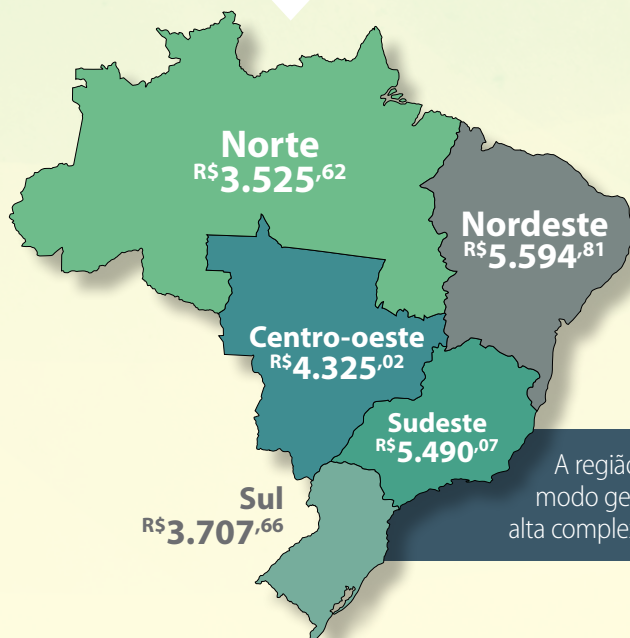 Norte
R$3.525,62
Nordeste
R$5.594,81
Centro-oeste
R$4.325,02
Sudeste
R$5.490,07
Sul
R$3.707,66
A região
modo ge
alta comple